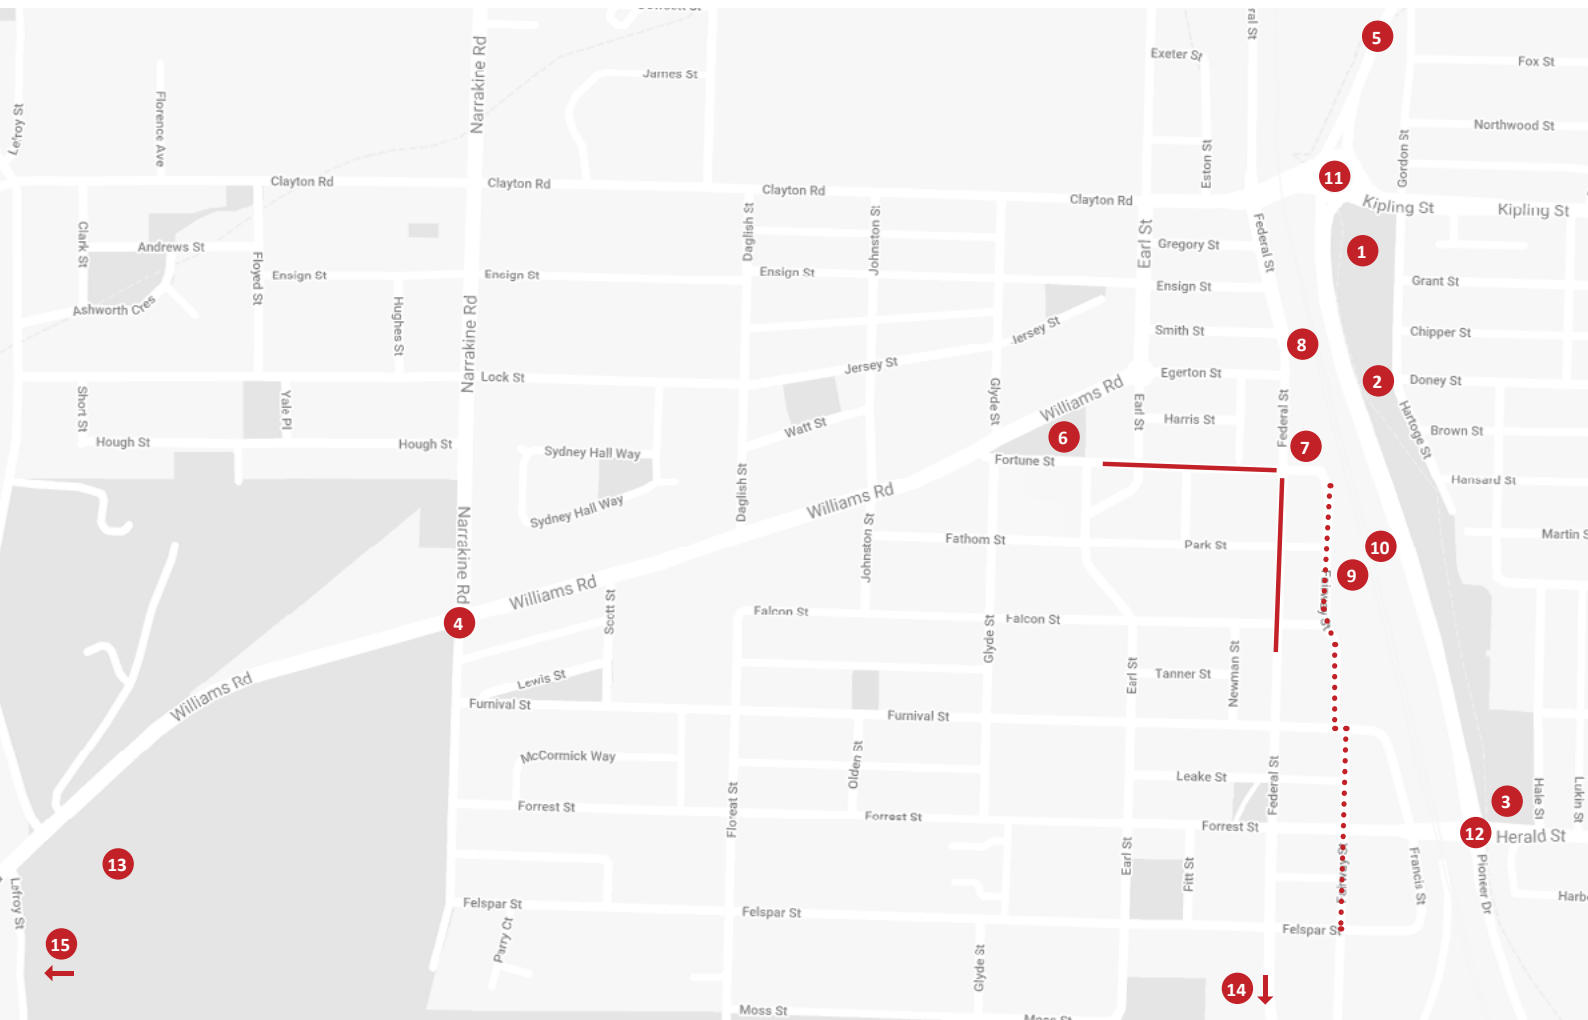 Narrakine Rd
ral St
5
Exeter St
Fox St
James St
Lefroy St
Florence Ave
Northwood St
Eston St
Gordon St
11
Clayton Rd
Clayton Rd
Clayton Rd
Clayton Rd
Kipling St
Kipling St
Clark St
Andrews St
Daglish St
Johnston St
Earl St
Gregory St
Federal St
1
Floyed St
Ensign St
Ensign St
Ensign St
Ensign St
Grant St
Ashworth Cres
Hughes St
Narrakine Rd
Jersey St
Smith St
8
Chipper St
Jersey St
Lock St
Egerton St
2
Doney St
Short St
Yale Pl
Glyde St
Williams Rd
Earl St
Harris St
Federal St
Hartoge St
Brown St
Hough St
Hough St
Sydney Hall Way
Watt St
6
7
Fortune St
Hansard St
Daglish St
Williams Rd
Sydney Hall Way
Narrakine Rd
Johnston St
Fathom St
Park St
10
Martin S
9
Williams Rd
Scott St
4
Falcon St
Falcon St
Fairway St
Glyde St
Earl St
Newman St
Tanner St
Lewis St
Williams Rd
Furnival St
Furnival St
McCormick Way
Olden St
Leake St
Federal St
Floreat St
Forrest St
Forrest St
Forrest St
3
Hale St
Lukin St
12
Herald St
13
Earl St
Fitt St
Fairway St
Francis St
Pioneer Dr
Harb
Lefroy St
Felspar St
Felspar St
Felspar St
15
Parry Ct
Glyde St
14
Moss St
Moss St